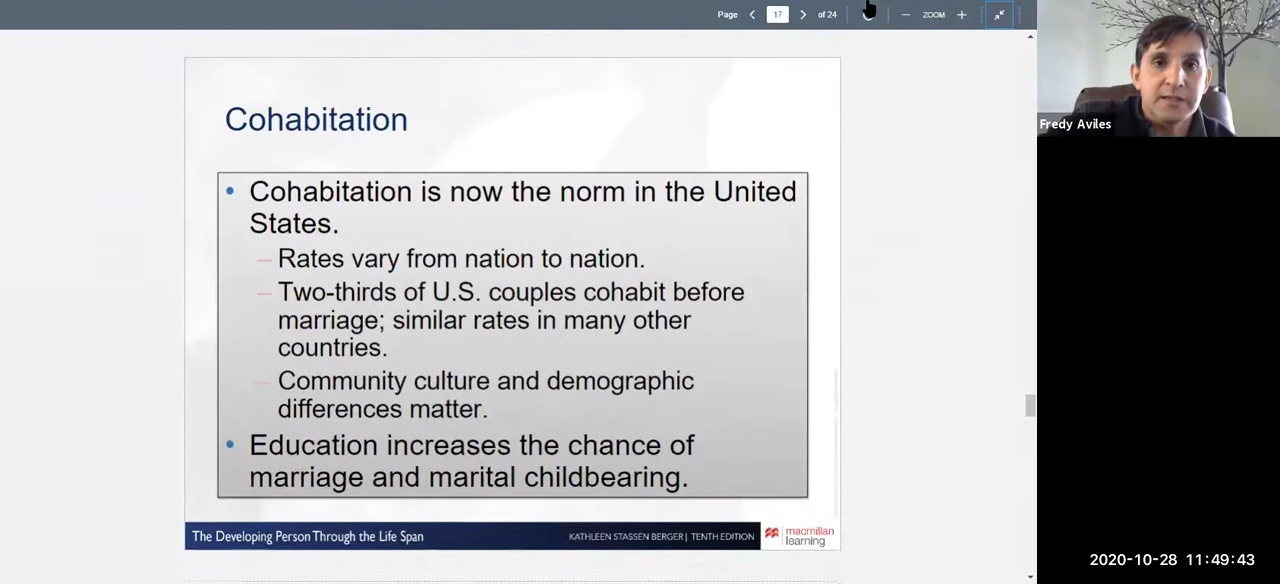 Page 17 of 24 ZOOM
Fredy Aviles
Cohabitation
• Cohabitation is now the norm in the United
States.
– Rates vary from nation to nation.
– Two-thirds of U.S. couples cohabit before
marriage; similar rates in many other
countries.
– Community culture and demographic
differences matter.
• Education increases the chance of
marriage and marital childbearing.
The Developing Person Through the Life Span
KATHLEEN STASSEN BERGER | TENTH EDITION
macmillan
learning
2020-10-28 11:49:43